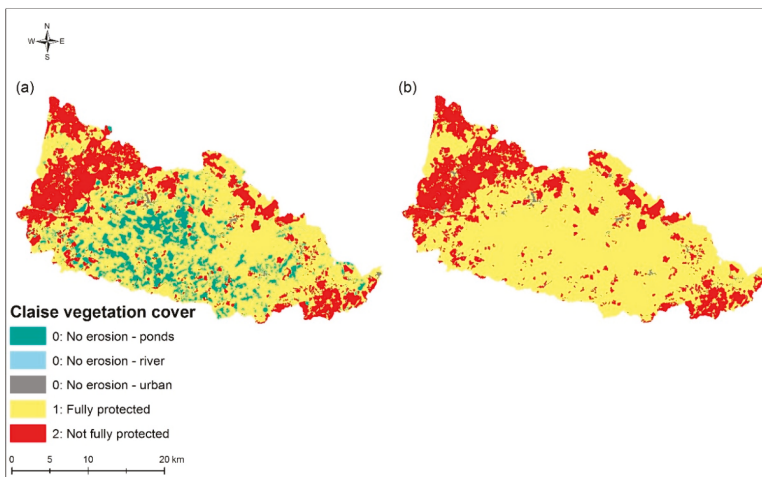 N
W E
S
(a)
(b)
Claise vegetation cover
0: No erosion - ponds
0: No erosion - river
0: No erosion - urban
1: Fully protected
2: Not fully protected
0 5 10 20 km